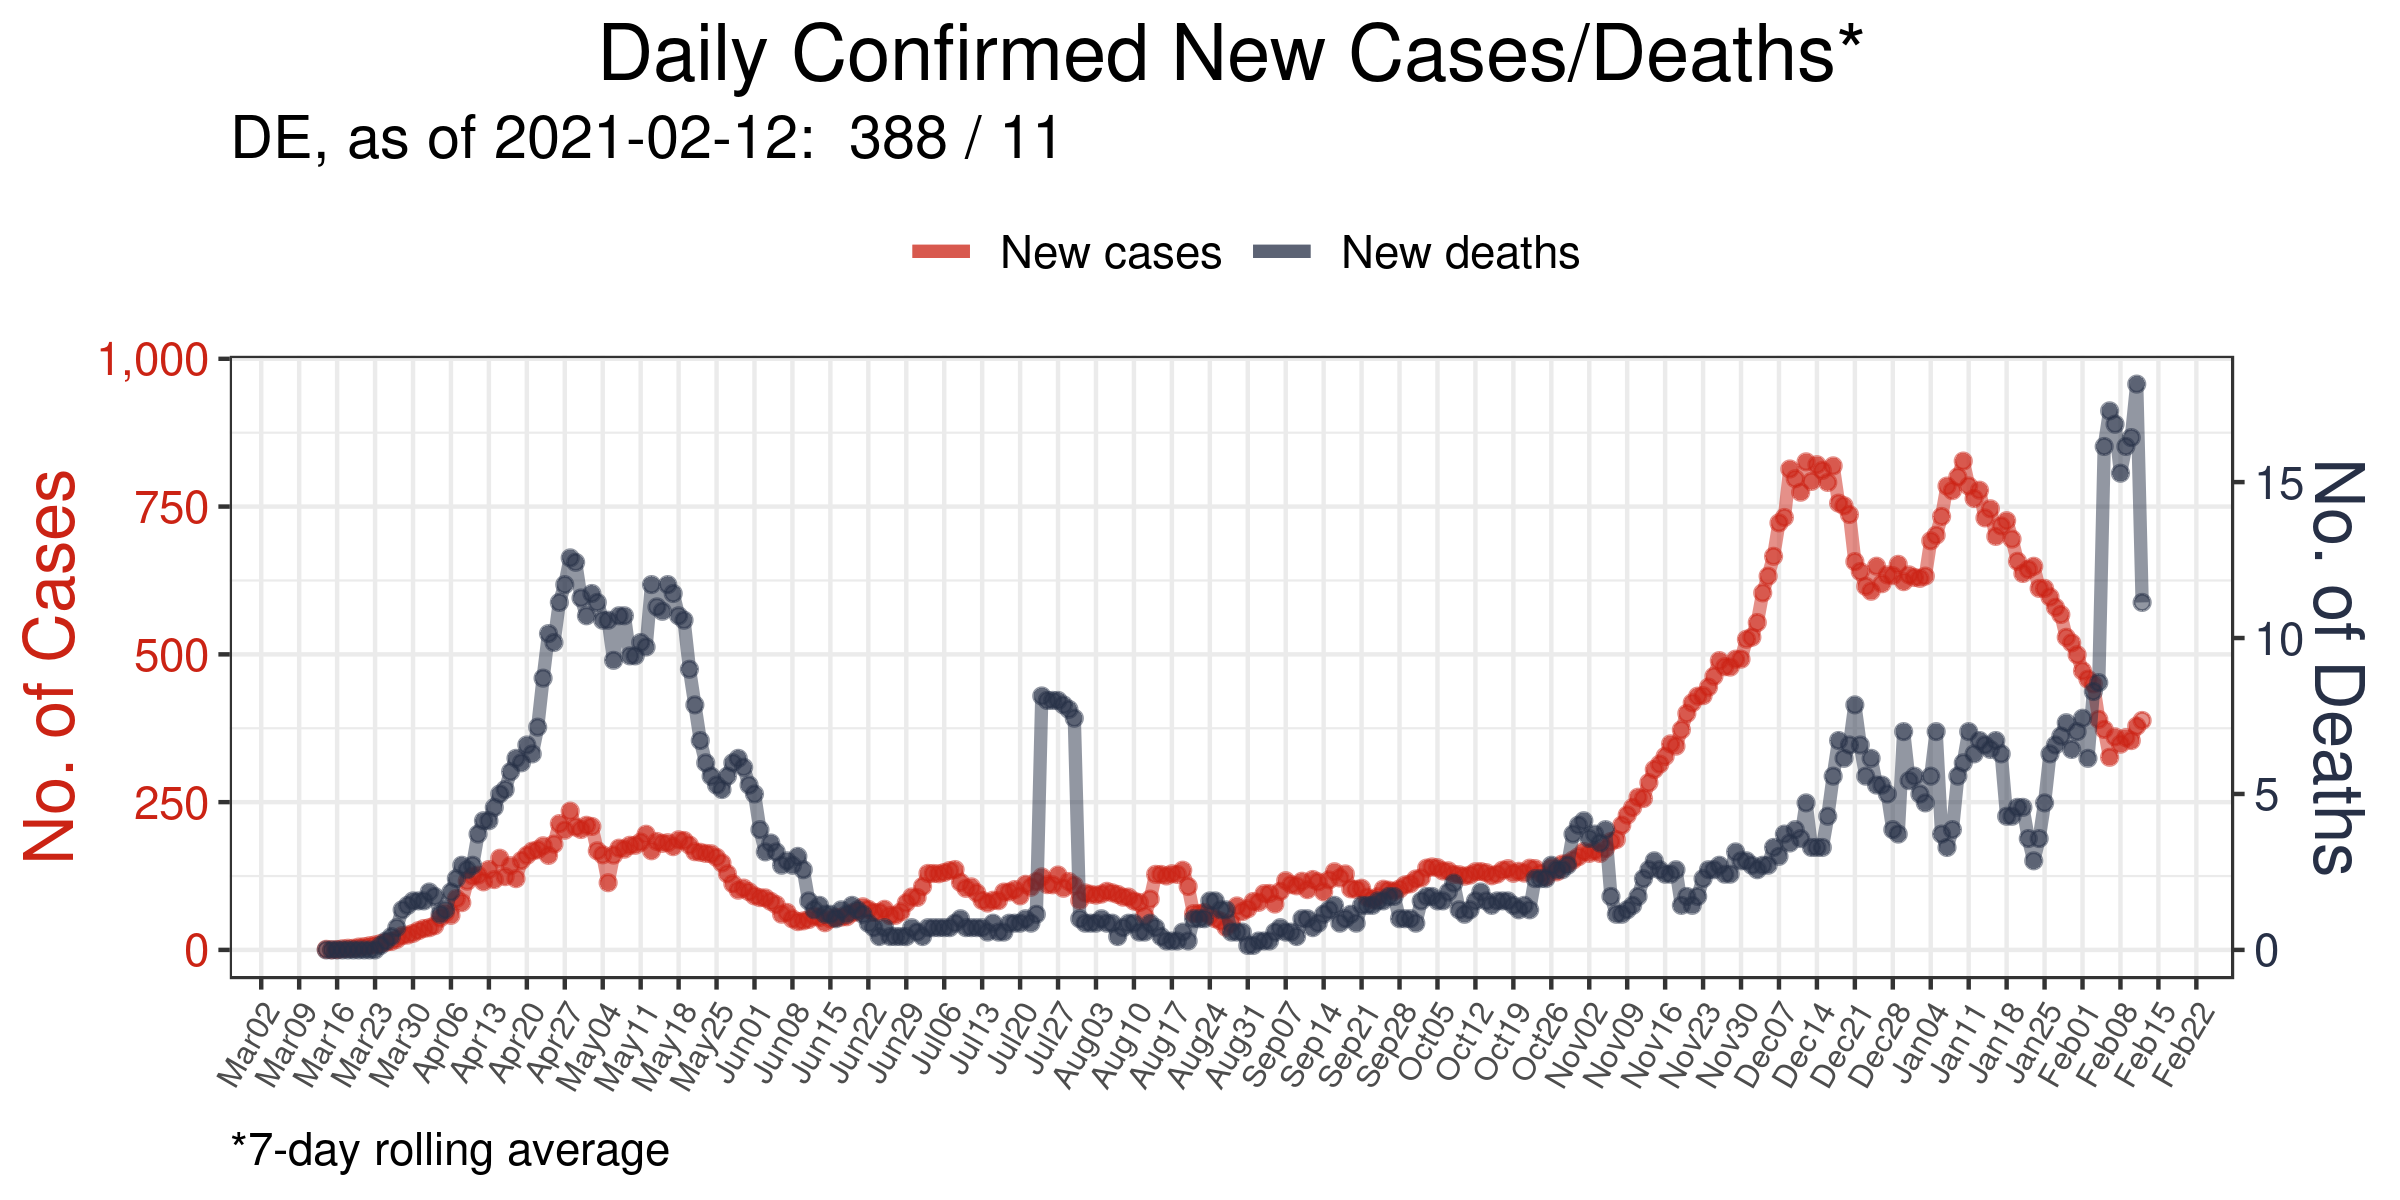 Daily Confirmed New Cases/Deaths*
DE, as of 2021-02-12:  388 / 11
New cases
New deaths
No. of Cases
1,000
750
500
250
0
No. of Deaths
15
10
5
0
Mar02
Mar09
Mar16
Mar23
Mar30
Apr06
Apr13
Apr20
Apr27
May04
May11
May18
May25
Jun01
Jun08
Jun15
Jun22
Jun29
Jul06
Jul13
Jul20
Jul27
Aug03
Aug10
Aug17
Aug24
Aug31
Sep07
Sep14
Sep21
Sep28
Oct05
Oct12
Oct19
Oct26
Nov02
Nov09
Nov16
Nov23
Nov30
Dec07
Dec14
Dec21
Dec28
Jan04
Jan11
Jan18
Jan25
Feb01
Feb08
Feb15
Feb22
*7-day rolling average